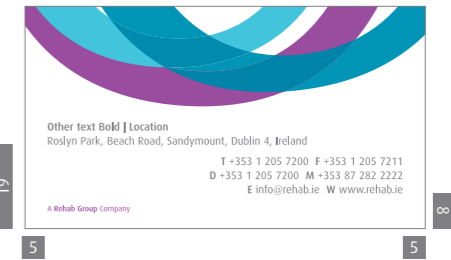 Other text Bold | Location
Roslyn Park, Beach Road, Sandymount, Dublin 4, Ireland
T +353 1 205 7200 F +353 1 205 7211
D +353 1 205 7200 M +353 87 282 2222
E info@rehab.ie W www.rehab.ie
A Rehab Group Company
19
8
5
5